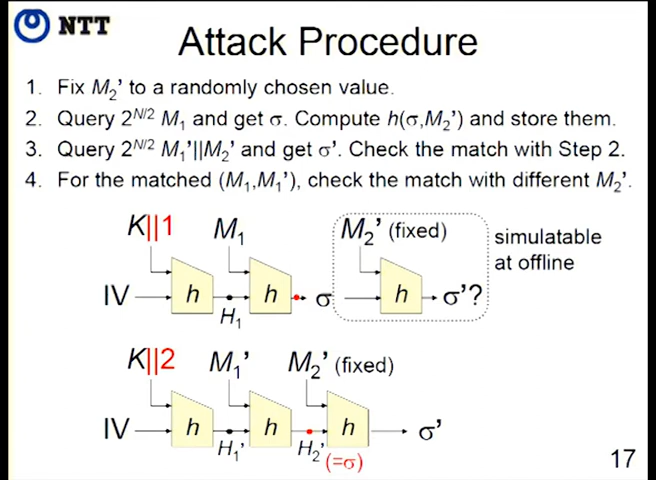 NTT
Attack Procedure
1. Fix M₂' to a randomly chosen value.
2. Query 2^{N/2} M₁ and get σ. Compute h(σ,M₂') and store them.
3. Query 2^{N/2} M₁'||M₂' and get σ'. Check the match with Step 2.
4. For the matched (M₁,M₁'), check the match with different M₂'.
K||1 M₁ M₂' (fixed)
simulatable
at offline
IV h h σ h σ'?
H₁
K||2 M₁' M₂' (fixed)
IV h h h σ'
H₁' H₂'
(=σ)
17